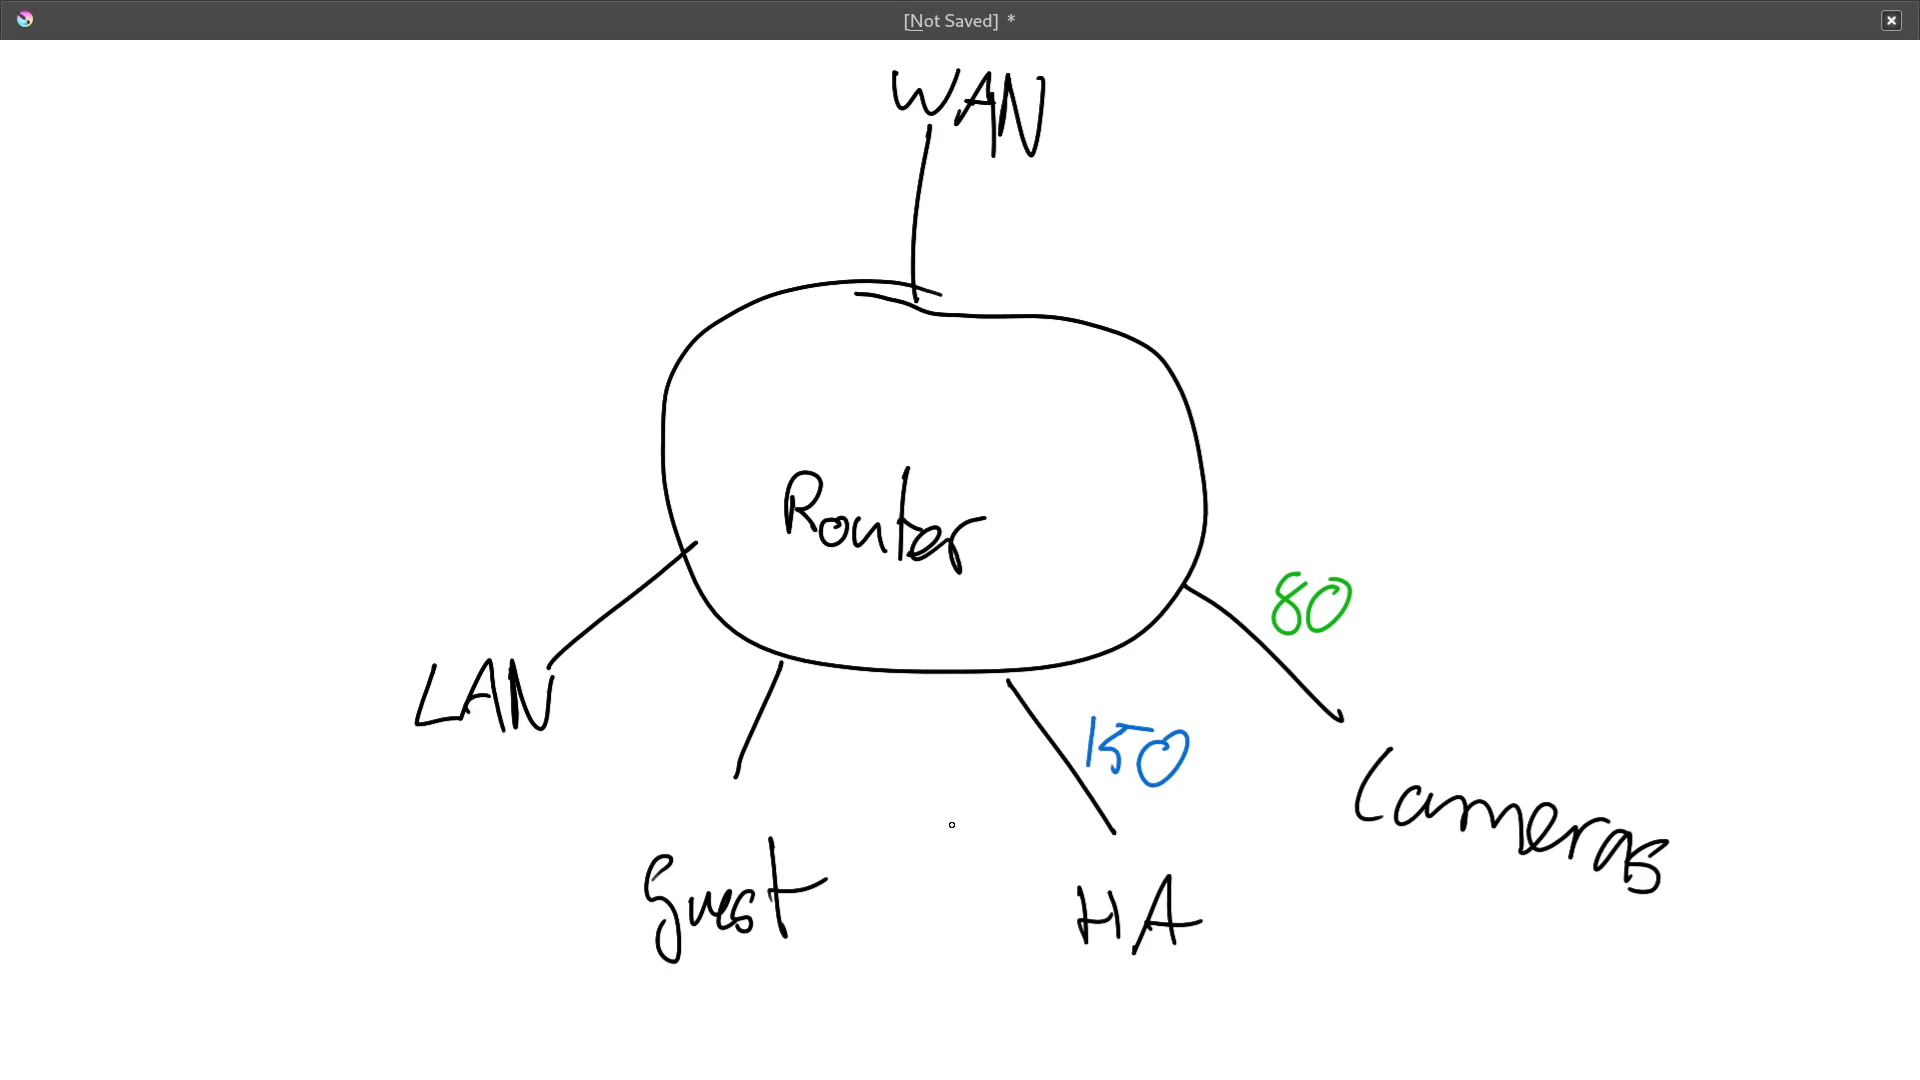 [Not Saved] *
WAN
Router
80
LAN
150
Cameras
Guest
HA